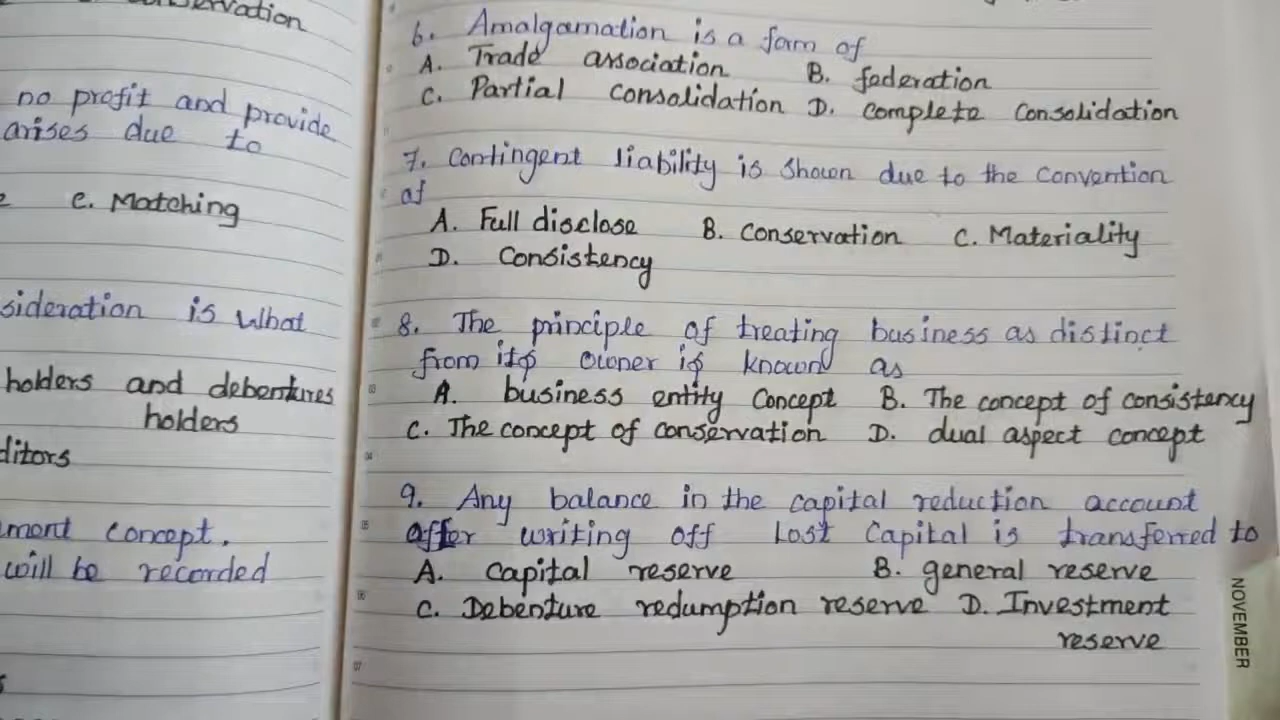 no profit and provide
arises due to
e. Matching
sideration is what
holders and debentures
holders
ditors
ment concept.
will be recorded
6. Amalgamation is a form of
A. Trade association B. federation
C. Partial consolidation D. complete consolidation
7. Contingent liability is shown due to the convention
of
A. Full disclose B. conservation C. Materiality
D. Consistency
8. The principle of treating business as distinct
from its owner is known as
A. business entity concept B. The concept of consistency
C. The concept of conservation D. dual aspect concept
9. Any balance in the capital reduction account
after writing off Lost Capital is transferred to
A. capital reserve B. general reserve
C. Debenture redumption reserve D. Investment
reserve
NOVEMBER
03
04
05
06
07